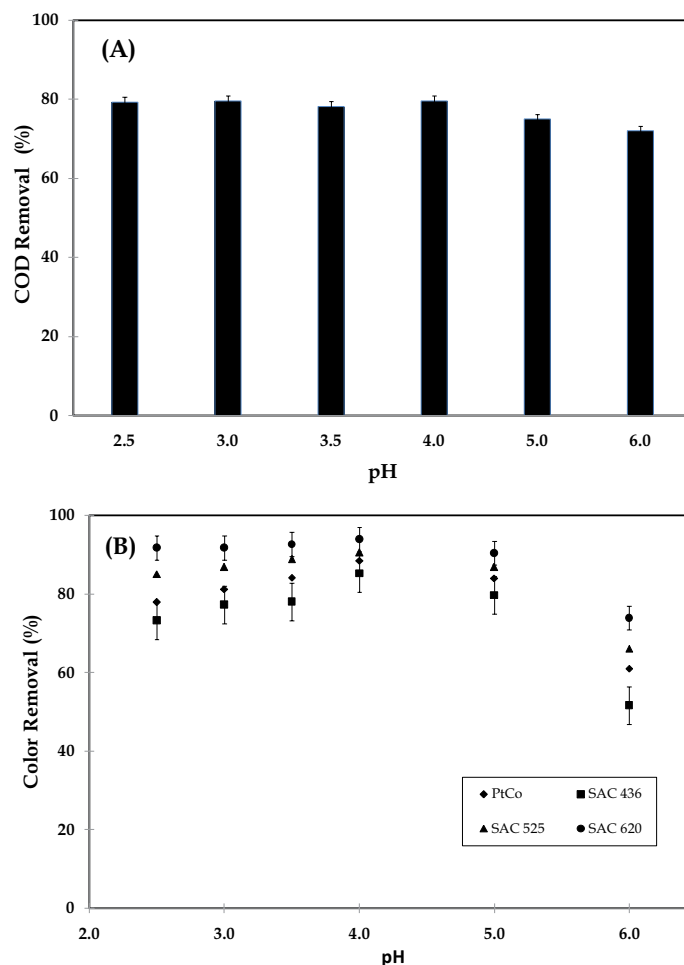 (A)
COD Removal (%)
100
80
60
40
20
0
2.5 3.0 3.5 4.0 5.0 6.0
pH
(B)
Color Removal (%)
100
80
60
40
20
0
PtCo SAC 436
SAC 525 SAC 620
2.0 3.0 4.0 5.0 6.0
pH